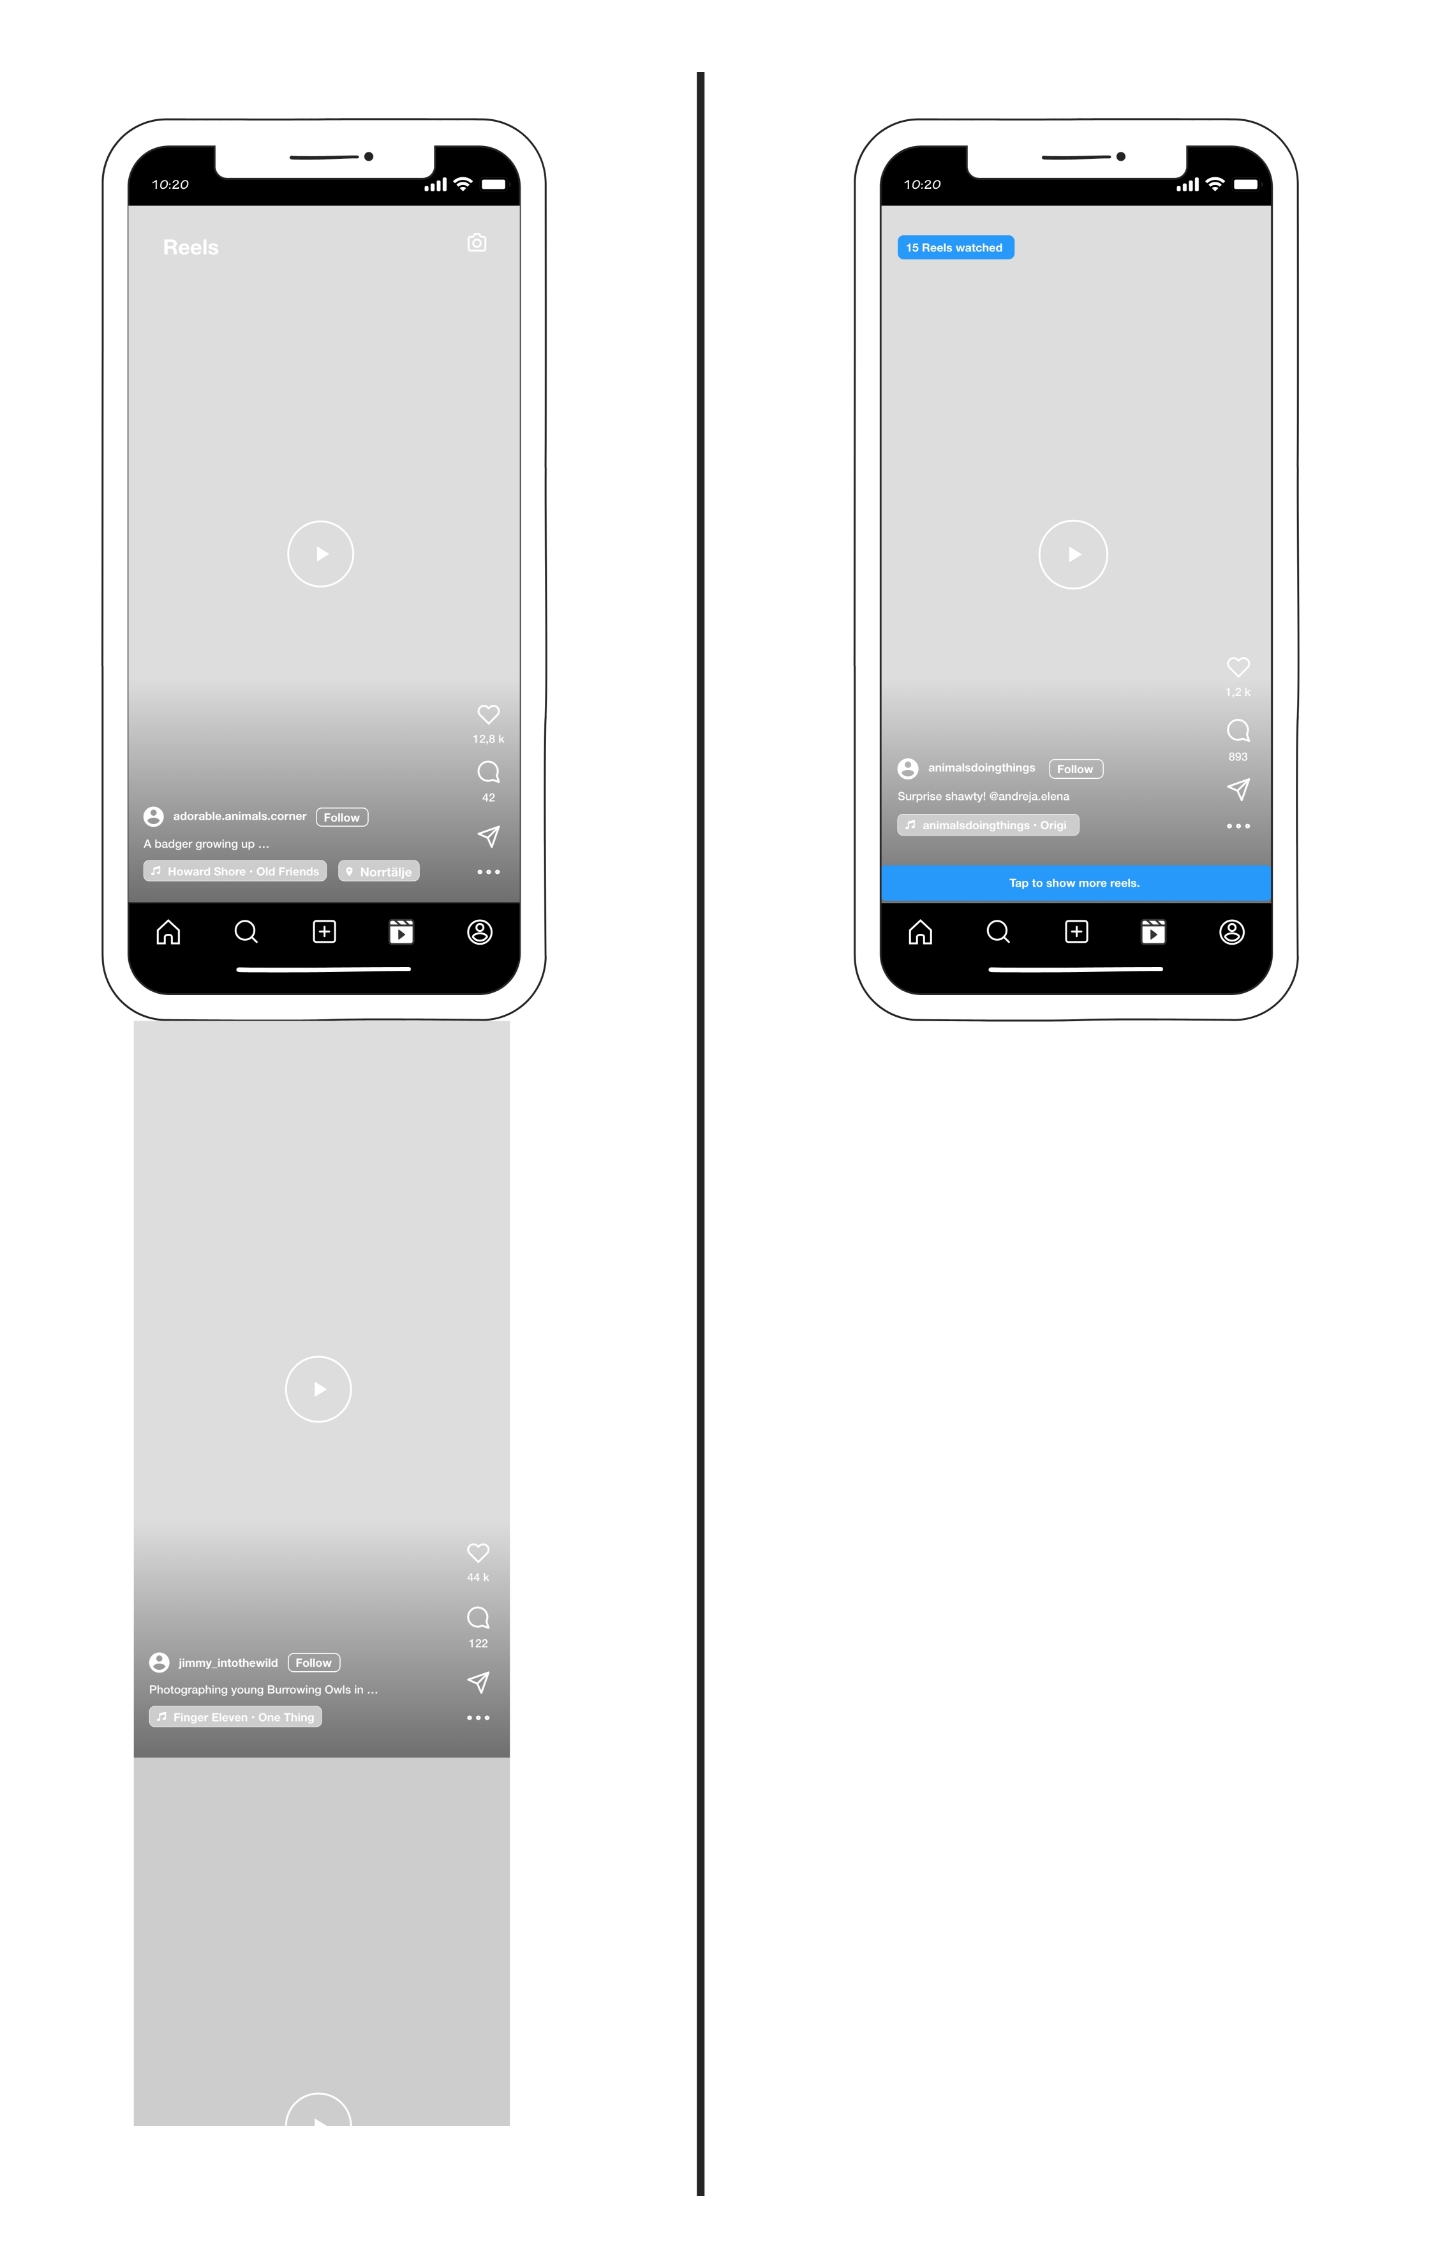 10:20
Reels
12,8 k
42
adorable.animals.corner Follow
A badger growing up ...
Howard Shore • Old Friends Norrtälje
44 k
122
jimmy_intothewild Follow
Photographing young Burrowing Owls in ...
Finger Eleven • One Thing
10:20
15 Reels watched
1,2 k
893
animalsdoingthings Follow
Surprise shawty! @andreja.elena
animalsdoingthings • Origi
Tap to show more reels.